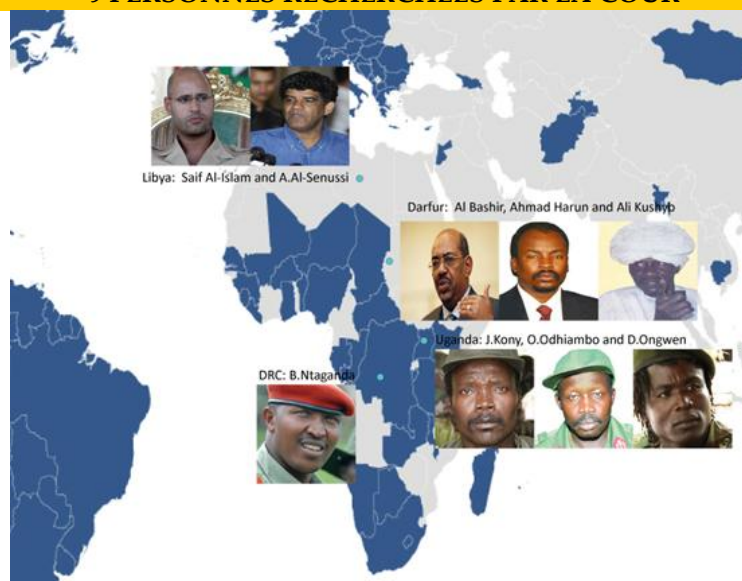 9 PERSONNES RECHERCHÉES PAR LA COUR
Libya: Saif Al-Islam and A.Al-Senussi
Darfur: Al Bashir, Ahmad Harun and Ali Kushyb
Uganda: J.Kony, O.Odhiambo and D.Ongwen
DRC: B.Ntaganda